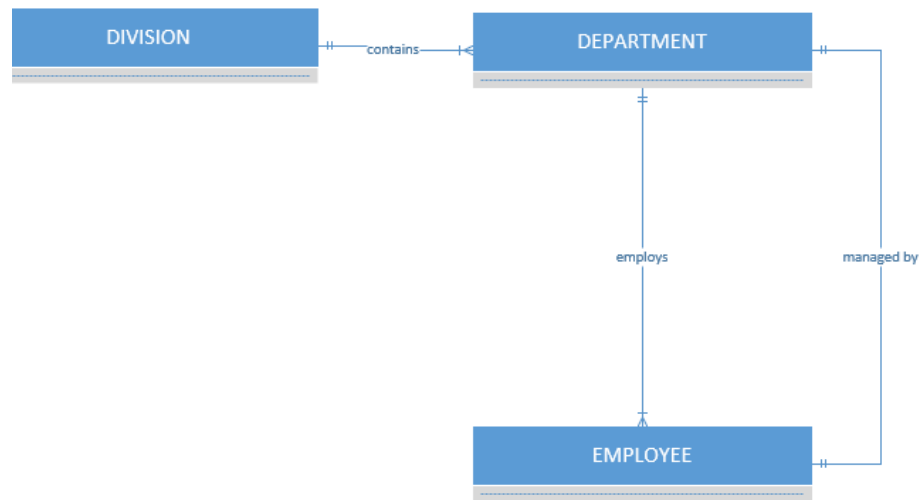 DIVISION
contains
DEPARTMENT
employs
managed by
EMPLOYEE